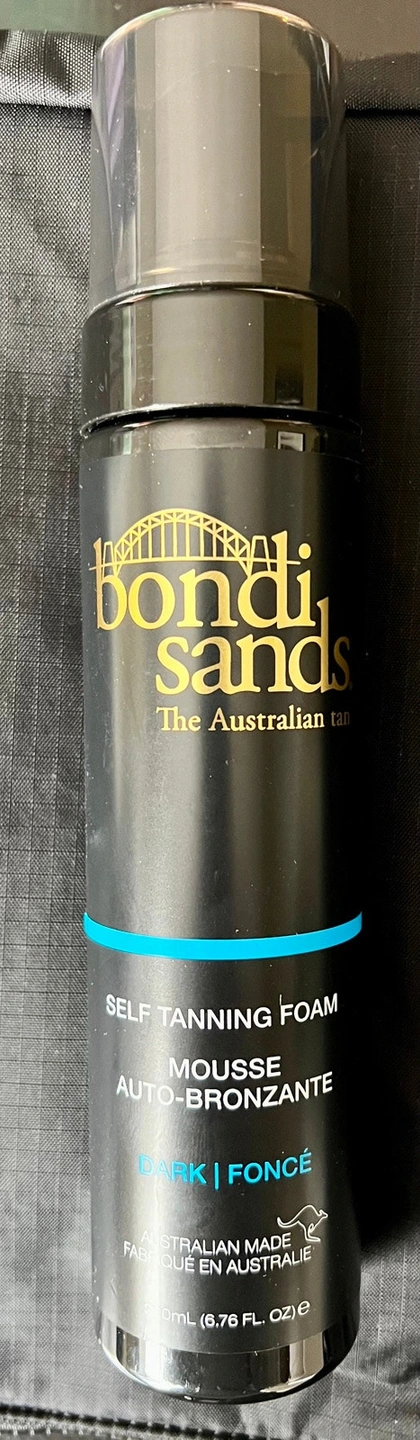 bondi
sands
The Australian tan
SELF TANNING FOAM
MOUSSE
AUTO-BRONZANTE
DARK | FONCÉ
AUSTRALIAN MADE
FABRIQUÉ EN AUSTRALIE
(6.76 FL. OZ) ℮